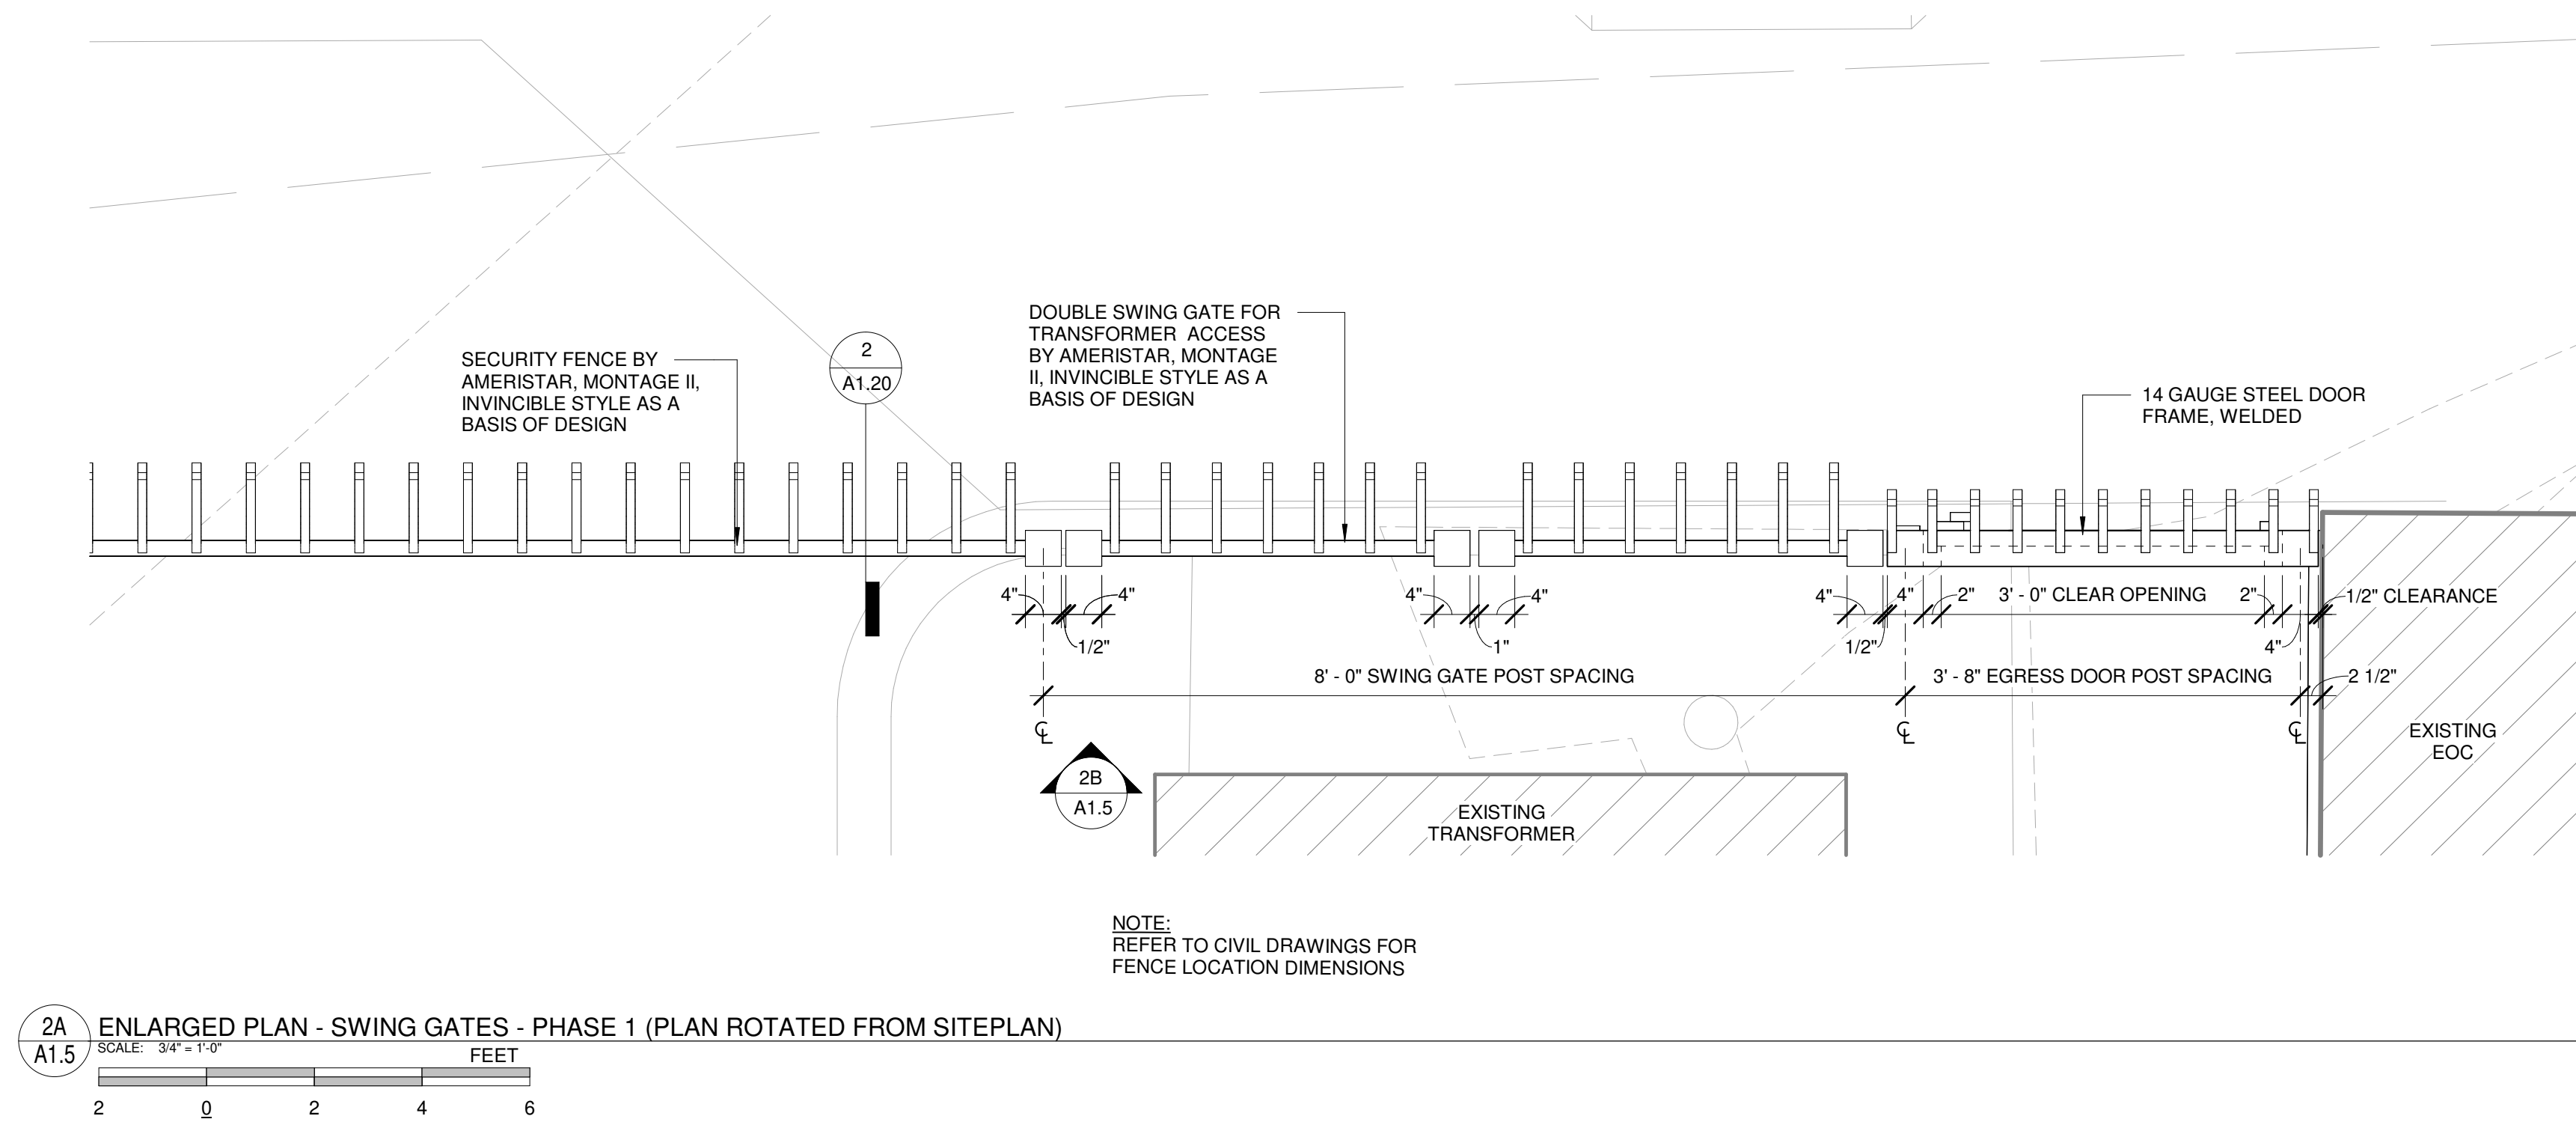 DOUBLE SWING GATE FOR
TRANSFORMER ACCESS
BY AMERISTAR, MONTAGE
II, INVINCIBLE STYLE AS A
BASIS OF DESIGN
SECURITY FENCE BY
AMERISTAR, MONTAGE II,
INVINCIBLE STYLE AS A
BASIS OF DESIGN
2
A1.20
14 GAUGE STEEL DOOR
FRAME, WELDED
4"
4"
1/2"
4"
4"
1"
4"
1/2"
4"
2"
3' - 0" CLEAR OPENING
2"
4"
1/2" CLEARANCE
8' - 0" SWING GATE POST SPACING
3' - 8" EGRESS DOOR POST SPACING
2 1/2"
℄
℄
℄
EXISTING
EOC
2B
A1.5
EXISTING
TRANSFORMER
NOTE:
REFER TO CIVIL DRAWINGS FOR
FENCE LOCATION DIMENSIONS
2A
A1.5
ENLARGED PLAN - SWING GATES - PHASE 1 (PLAN ROTATED FROM SITEPLAN)
SCALE: 3/4" = 1'-0"
FEET
2 0 2 4 6